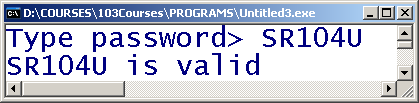 D:\COURSES\103Courses\PROGRAMS\Untitled3.exe
Type password> SR104U
SR104U is valid